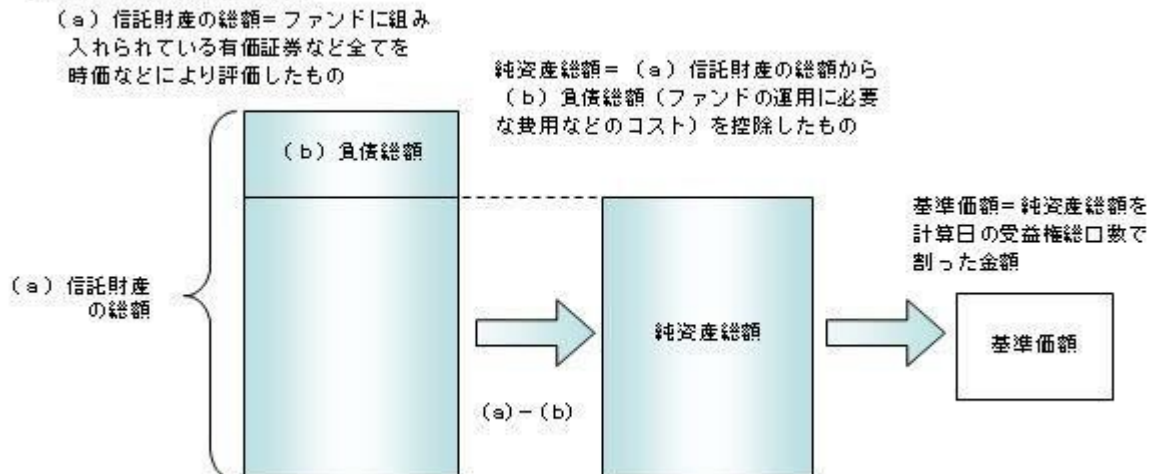 （a）信託財産の総額＝ファンドに組み
入れられている有価証券など全てを
時価などにより評価したもの
純資産総額＝（a）信託財産の総額から
（b）負債総額（ファンドの運用に必要
な費用などのコスト）を控除したもの
（b）負債総額
基準価額＝純資産総額を
計算日の受益権総口数で
割った金額
（a）信託財産
の総額
純資産総額
基準価額
（a）－（b）